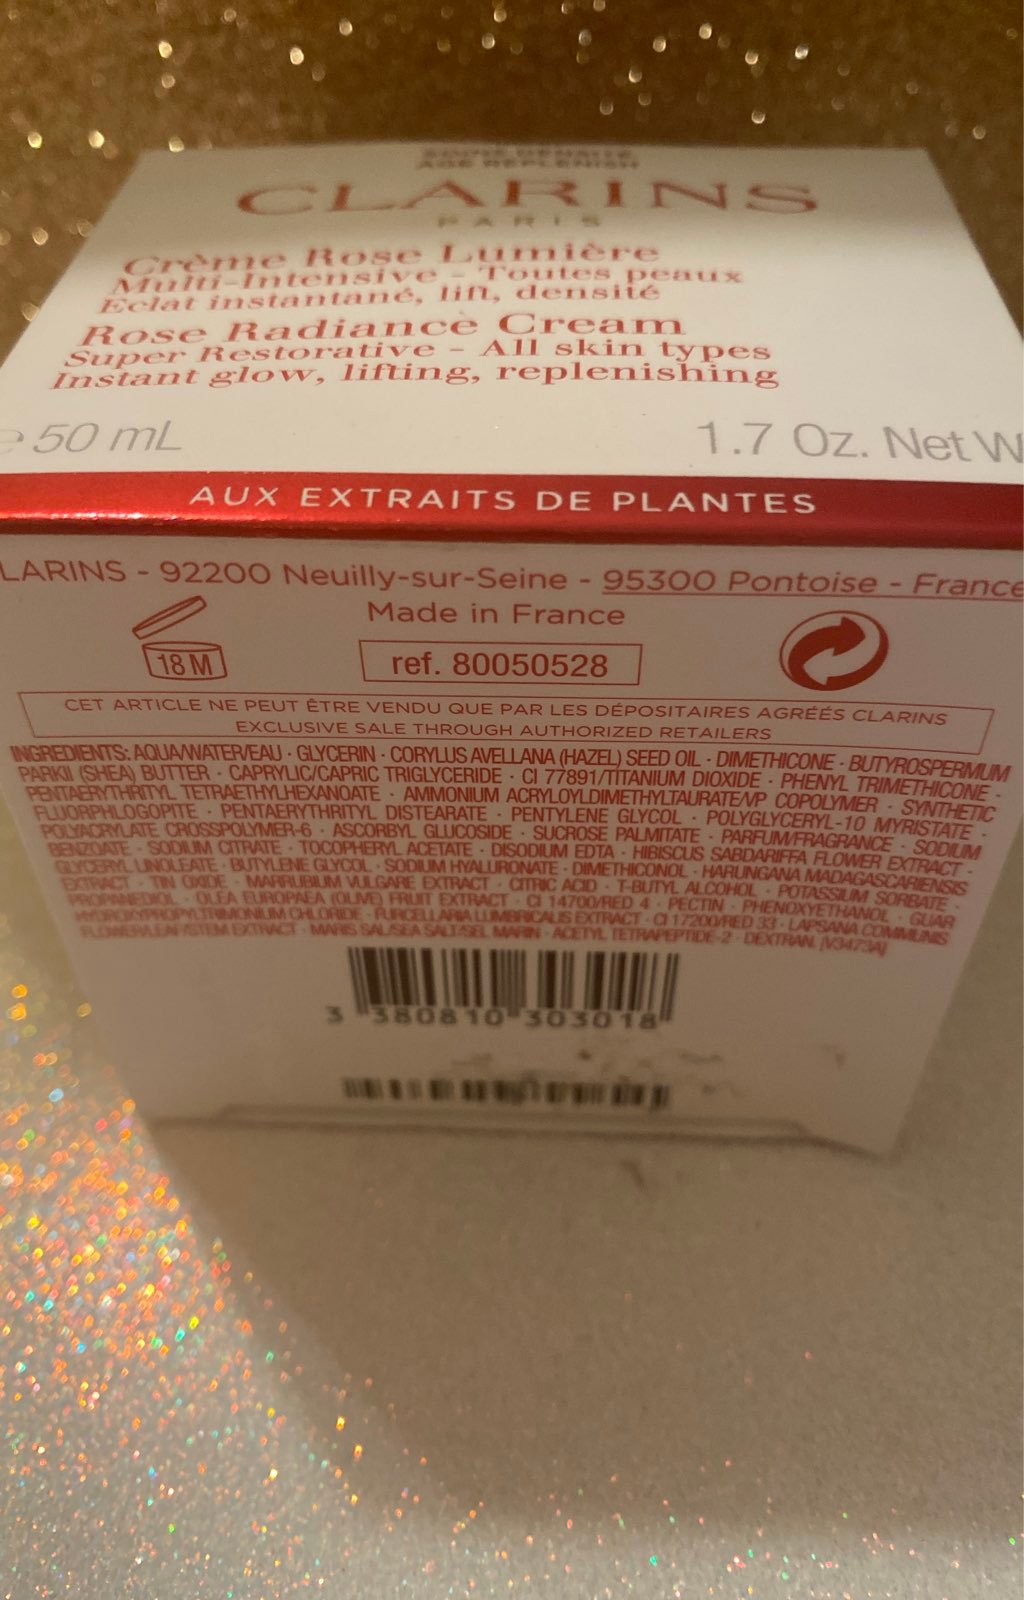 AGE REPLENISH
CLARINS
PARIS
Crème Rose Lumière
Multi-Intensive - Toutes peaux
Eclat instantané, lift, densité
Rose Radiance Cream
Super Restorative - All skin types
Instant glow, lifting, replenishing
e 50 mL 1.7 Oz. Net W
AUX EXTRAITS DE PLANTES
LARINS - 92200 Neuilly-sur-Seine - 95300 Pontoise - France
Made in France
18 M
ref. 80050528
CET ARTICLE NE PEUT ÊTRE VENDU QUE PAR LES DÉPOSITAIRES AGRÉÉS CLARINS
EXCLUSIVE SALE THROUGH AUTHORIZED RETAILERS
INGREDIENTS: AQUA/WATER/EAU · GLYCERIN · CORYLUS AVELLANA (HAZEL) SEED OIL · DIMETHICONE · BUTYROSPERMUM
PARKII (SHEA) BUTTER · CAPRYLIC/CAPRIC TRIGLYCERIDE · CI 77891/TITANIUM DIOXIDE · PHENYL TRIMETHICONE ·
PENTAERYTHRITYL TETRAETHYLHEXANOATE · AMMONIUM ACRYLOYLDIMETHYLTAURATE/VP COPOLYMER · SYNTHETIC
FLUORPHLOGOPITE · PENTAERYTHRITYL DISTEARATE · PENTYLENE GLYCOL · POLYGLYCERYL-10 MYRISTATE ·
POLYACRYLATE CROSSPOLYMER-6 · ASCORBYL GLUCOSIDE · SUCROSE PALMITATE · PARFUM/FRAGRANCE · SODIUM
BENZOATE · SODIUM CITRATE · TOCOPHERYL ACETATE · DISODIUM EDTA · HIBISCUS SABDARIFFA FLOWER EXTRACT ·
GLYCERYL LINOLEATE · BUTYLENE GLYCOL · SODIUM HYALURONATE · DIMETHICONOL · HARUNGANA MADAGASCARIENSIS
EXTRACT · TIN OXIDE · MARRUBIUM VULGARE EXTRACT · CITRIC ACID · T-BUTYL ALCOHOL · POTASSIUM SORBATE ·
PROPANEDIOL · OLEA EUROPAEA (OLIVE) FRUIT EXTRACT · CI 14700/RED 4 · PECTIN · PHENOXYETHANOL · GUAR
HYDROXYPROPYLTRIMONIUM CHLORIDE · FURCELLARIA LUMBRICALIS EXTRACT · CI 17200/RED 33 · LAPSANA COMMUNIS
FLOWER/LEAF/STEM EXTRACT · MARIS SAL/SEA SALT/SEL MARIN · ACETYL TETRAPEPTIDE-2 · DEXTRAN. [V3473A]
3 380810 303018